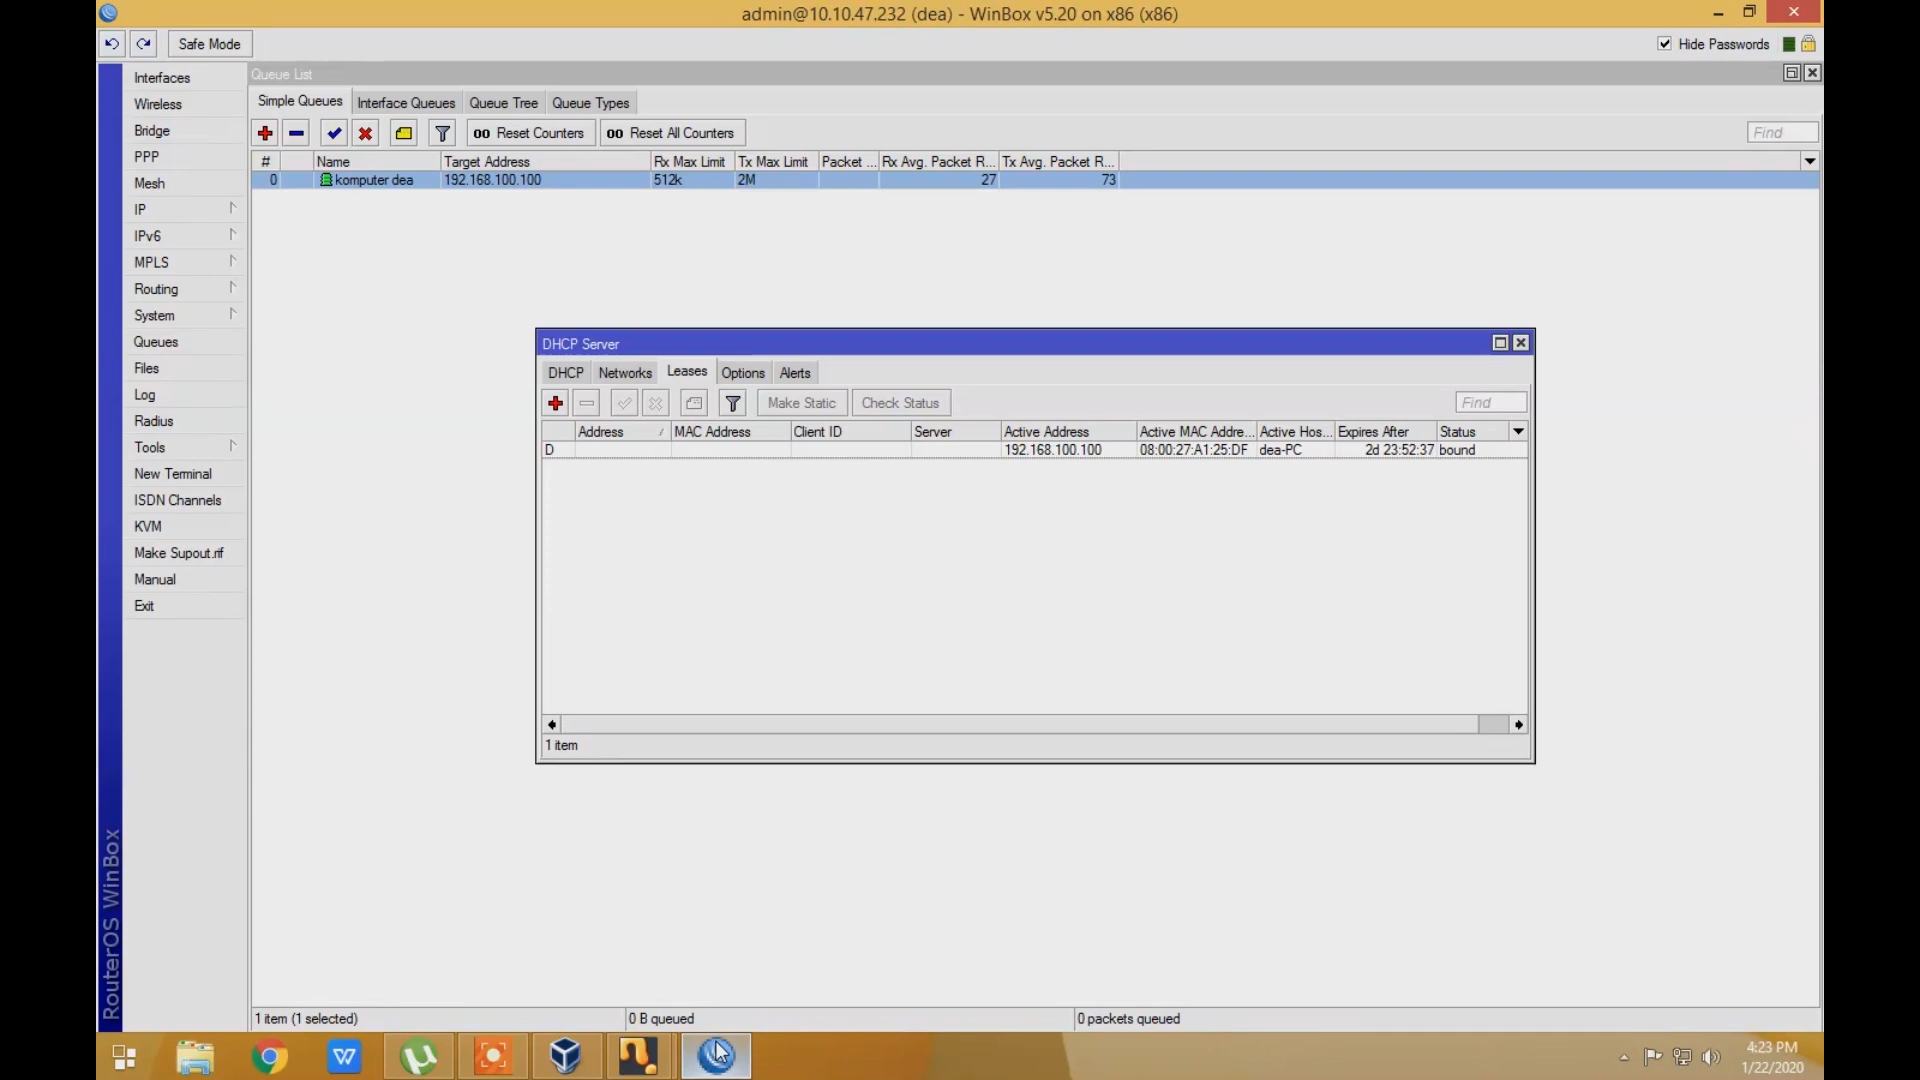 admin@10.10.47.232 (dea) - WinBox v5.20 on x86 (x86)
Safe Mode
Hide Passwords
Interfaces
Wireless
Bridge
PPP
Mesh
IP
IPv6
MPLS
Routing
System
Queues
Files
Log
Radius
Tools
New Terminal
ISDN Channels
KVM
Make Supout.rif
Manual
Exit
RouterOS WinBox
Queue List
Simple Queues Interface Queues Queue Tree Queue Types
00 Reset Counters 00 Reset All Counters Find
# Name Target Address Rx Max Limit Tx Max Limit Packet ... Rx Avg. Packet R... Tx Avg. Packet R...
0 komputer dea 192.168.100.100 512k 2M 27 73
DHCP Server
DHCP Networks Leases Options Alerts
Make Static Check Status Find
Address / MAC Address Client ID Server Active Address Active MAC Addre... Active Hos... Expires After Status
D 192.168.100.100 08:00:27:A1:25:DF dea-PC 2d 23:52:37 bound
1 item
1 item (1 selected) 0 B queued 0 packets queued
4:23 PM
1/22/2020